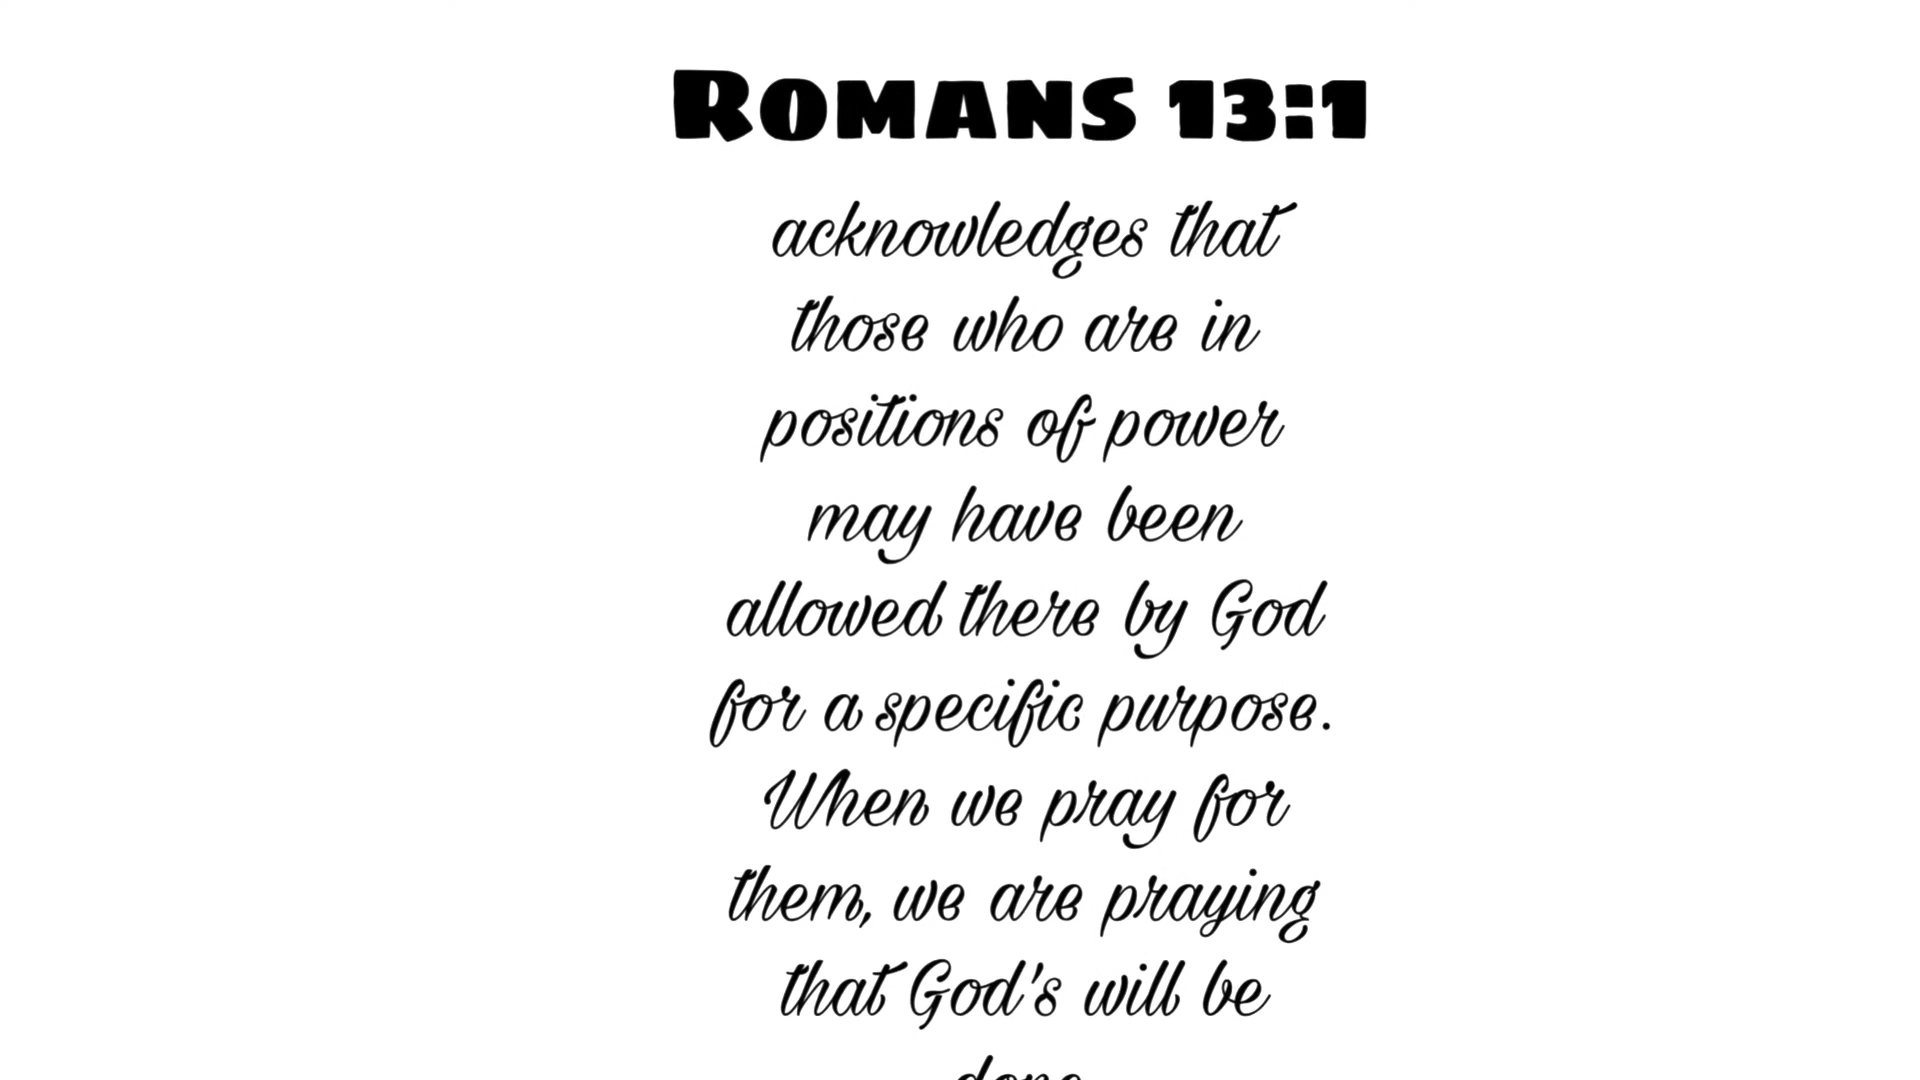 Romans 13:1
acknowledges that
those who are in
positions of power
may have been
allowed there by God
for a specific purpose.
When we pray for
them, we are praying
that God's will be
done